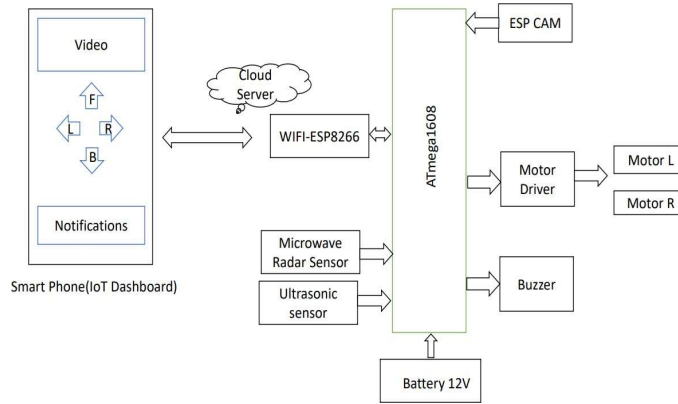 Video
F
L
R
B
Notifications
Smart Phone(IoT Dashboard)
Cloud
Server
WIFI-ESP8266
Microwave
Radar Sensor
Ultrasonic
sensor
ATmega1608
ESP CAM
Motor
Driver
Motor L
Motor R
Buzzer
Battery 12V